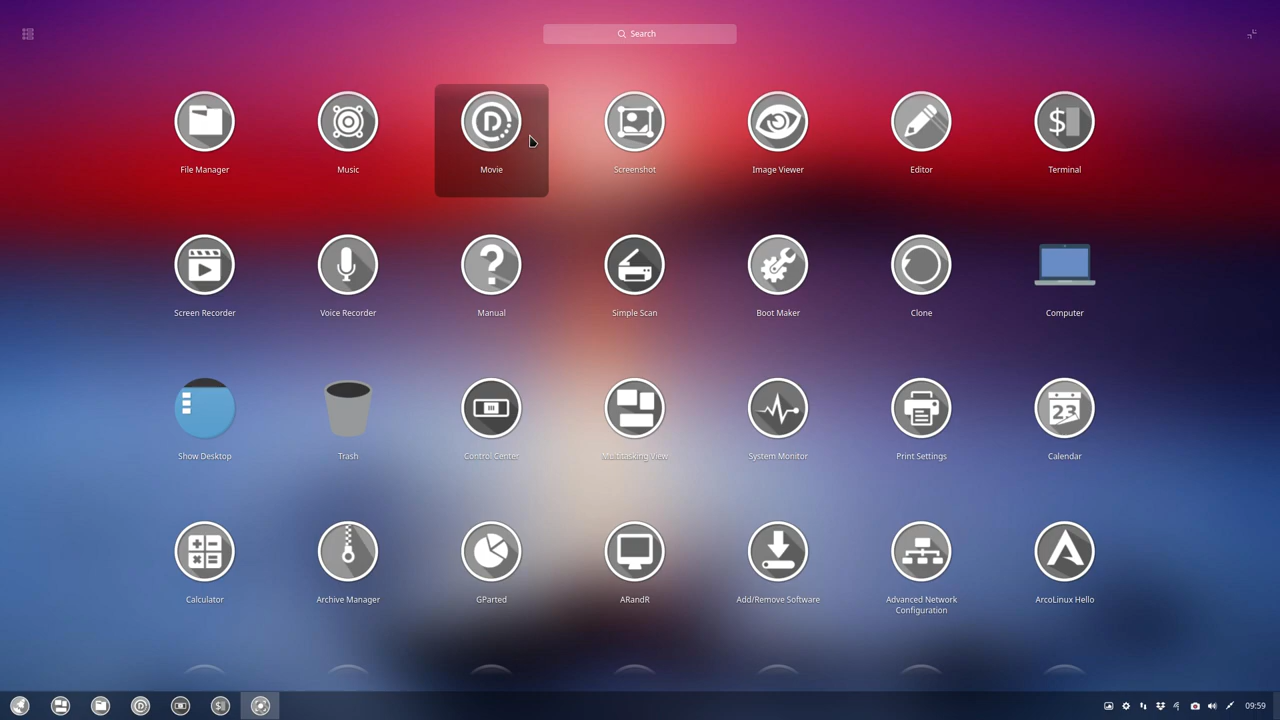 Search
File Manager
Music
Movie
Screenshot
Image Viewer
Editor
Terminal
Screen Recorder
Voice Recorder
Manual
Simple Scan
Boot Maker
Clone
Computer
Show Desktop
Trash
Control Center
Multitasking View
System Monitor
Print Settings
23
Calendar
Calculator
Archive Manager
GParted
ARandR
Add/Remove Software
Advanced Network
Configuration
ArcoLinux Hello
09:59